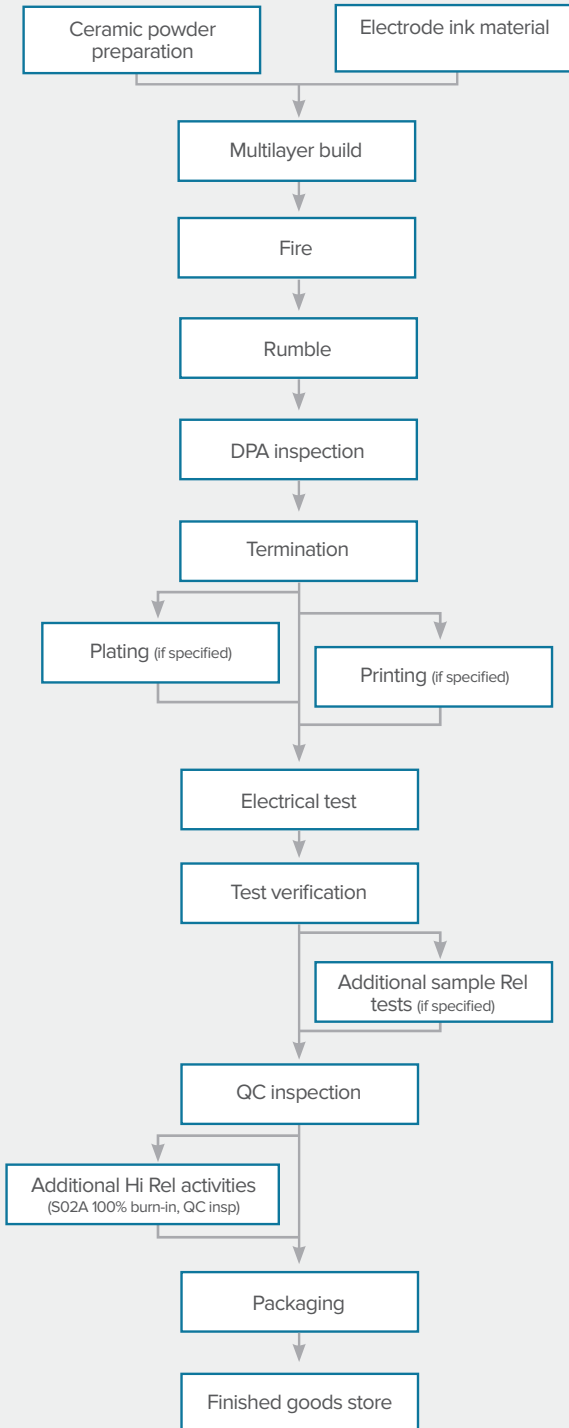 Ceramic powder
preparation
Electrode ink material
Multilayer build
Fire
Rumble
DPA inspection
Termination
Plating (if specified)
Printing (if specified)
Electrical test
Test verification
Additional sample Rel
tests (if specified)
QC inspection
Additional Hi Rel activities
(S02A 100% burn-in, QC insp)
Packaging
Finished goods store